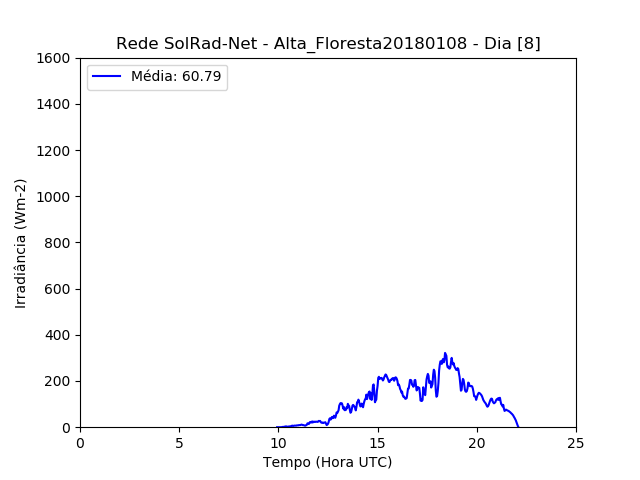 Rede SolRad-Net - Alta_Floresta20180108 - Dia [8]
Média: 60.79
1600
1400
1200
1000
800
600
400
200
0
Irradiância (Wm-2)
0 5 10 15 20 25
Tempo (Hora UTC)